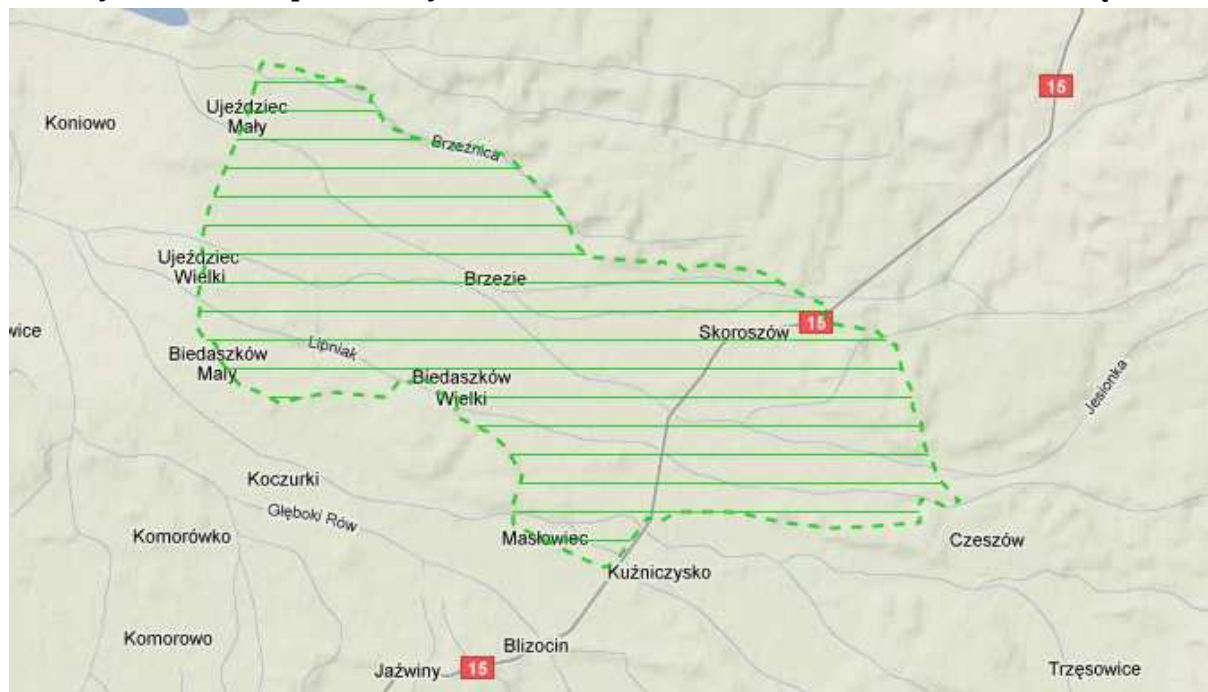 15
Ujeździec
Mały
Koniowo
Brzeźnica
Ujeździec
Wielki
Brzezie
15
Skoroszów
wice
Lipniak
Biedaszków
Mały
Biedaszków
Wielki
Jesionka
Koczurki
Głęboki Rów
Komorówko
Masłowiec
Czeszów
Kuźniczysko
Komorowo
Blizocin
Jaźwiny
15
Trzęsowice